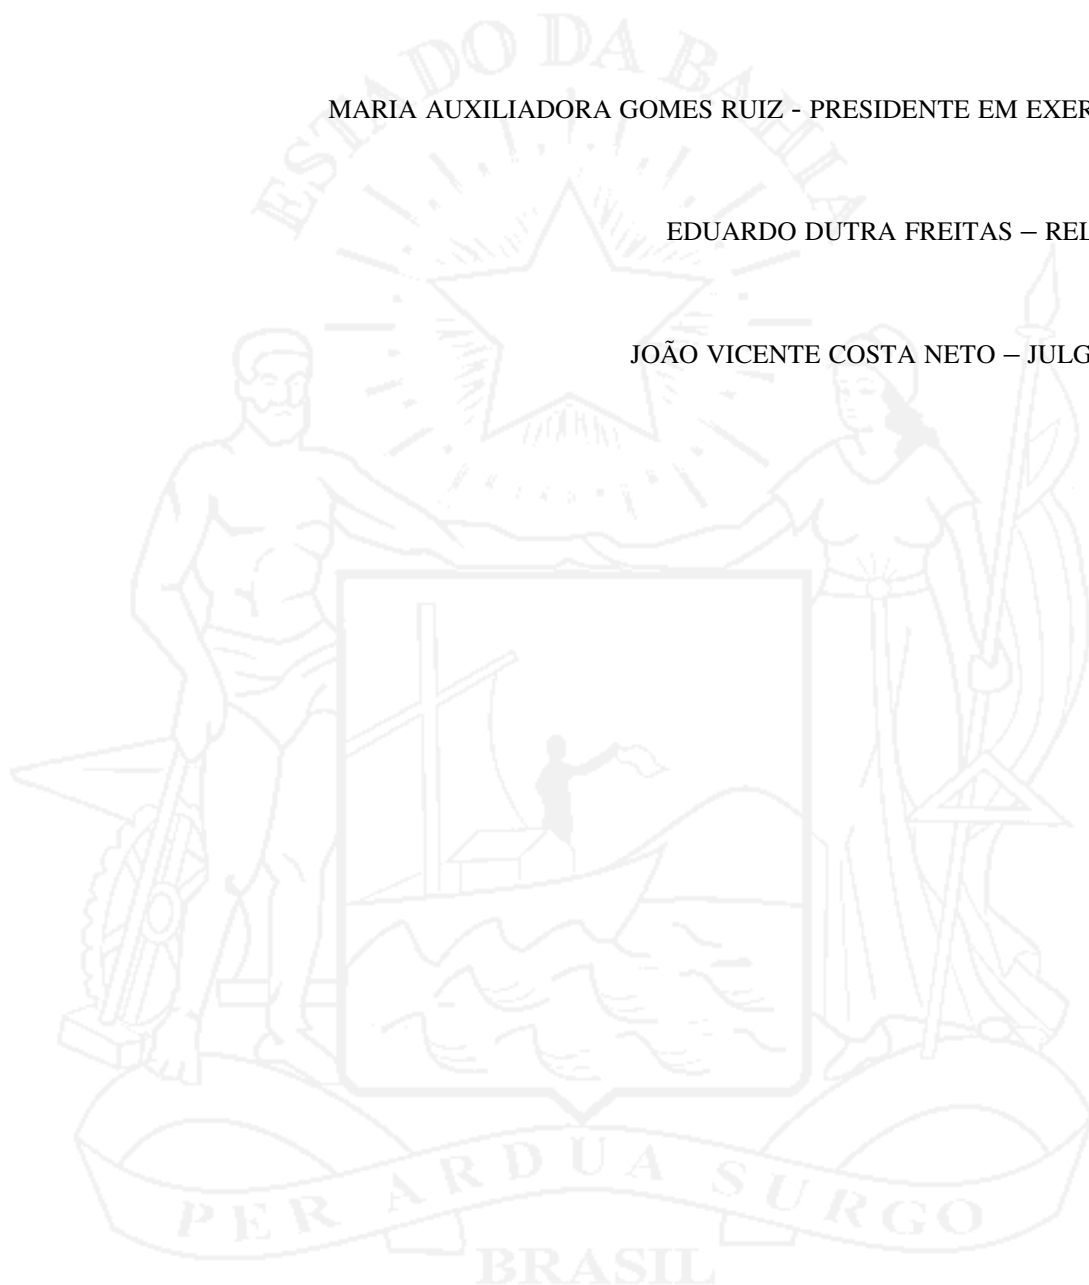 ESTADO DA BAHIA
MARIA AUXILIADORA GOMES RUIZ - PRESIDENTE EM EXER
EDUARDO DUTRA FREITAS – REL
JOÃO VICENTE COSTA NETO – JULG
PER ARDUA SURGO
BRASIL